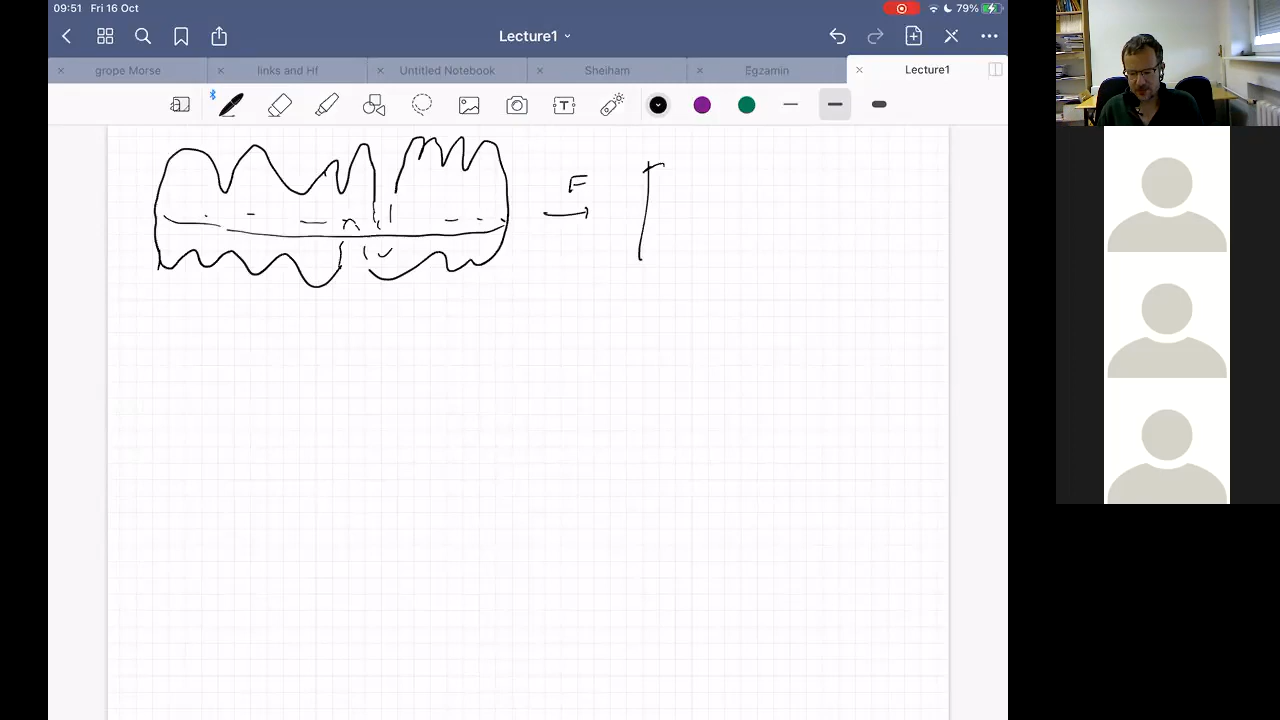 09:51 Fri 16 Oct
79%
Lecture1
grope Morse
links and Hf
Untitled Notebook
Sheiham
Egzamin
Lecture1
T
F